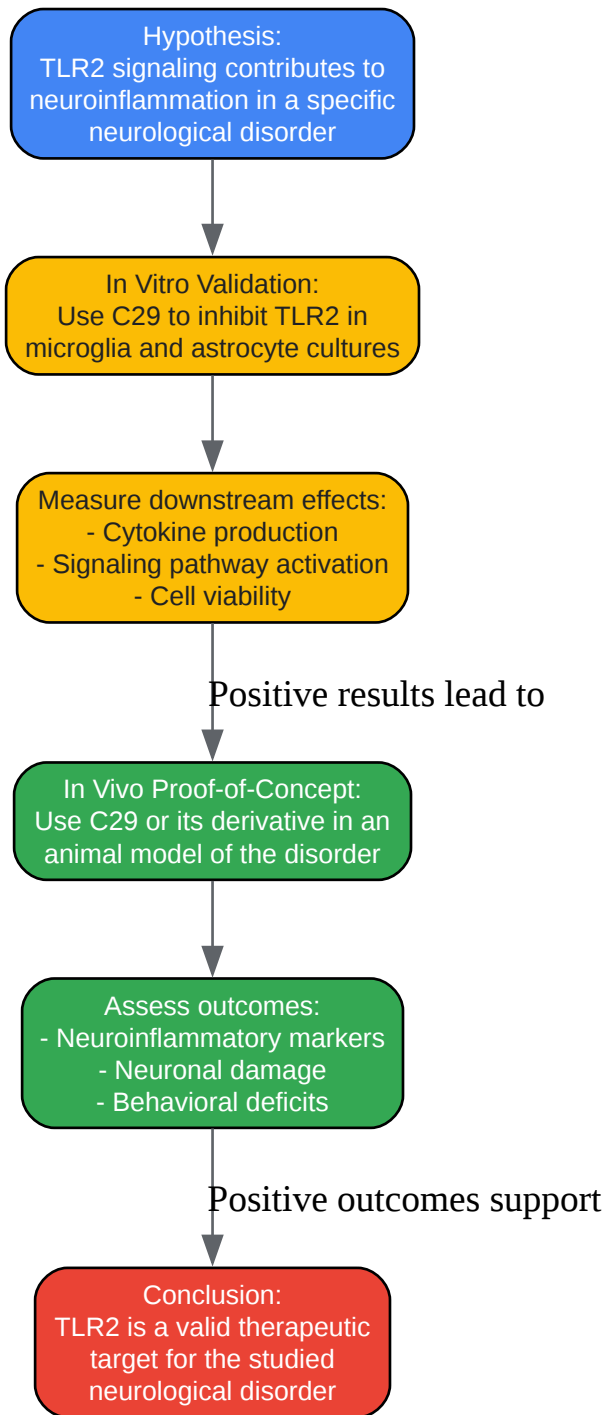 Hypothesis:
TLR2 signaling contributes to
neuroinflammation in a specific
neurological disorder
In Vitro Validation:
Use C29 to inhibit TLR2 in
microglia and astrocyte cultures
Measure downstream effects:
- Cytokine production
- Signaling pathway activation
- Cell viability
Positive results lead to
In Vivo Proof-of-Concept:
Use C29 or its derivative in an
animal model of the disorder
Assess outcomes:
- Neuroinflammatory markers
- Neuronal damage
- Behavioral deficits
Positive outcomes support
Conclusion:
TLR2 is a valid therapeutic
target for the studied
neurological disorder